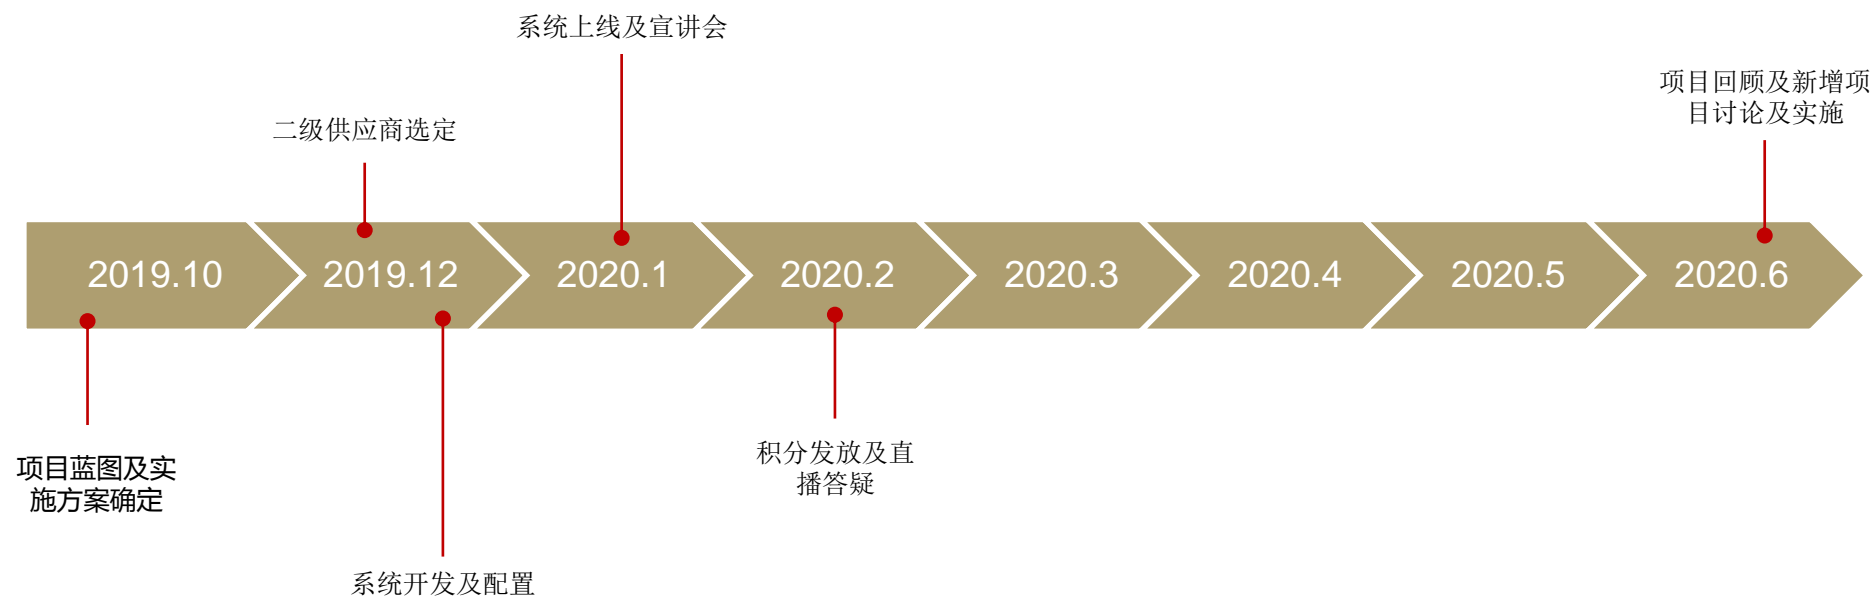 系统上线及宣讲会
项目回顾及新增项
目讨论及实施
二级供应商选定
2019.10
2019.12
2020.1
2020.2
2020.3
2020.4
2020.5
2020.6
项目蓝图及实
施方案确定
积分发放及直
播答疑
系统开发及配置